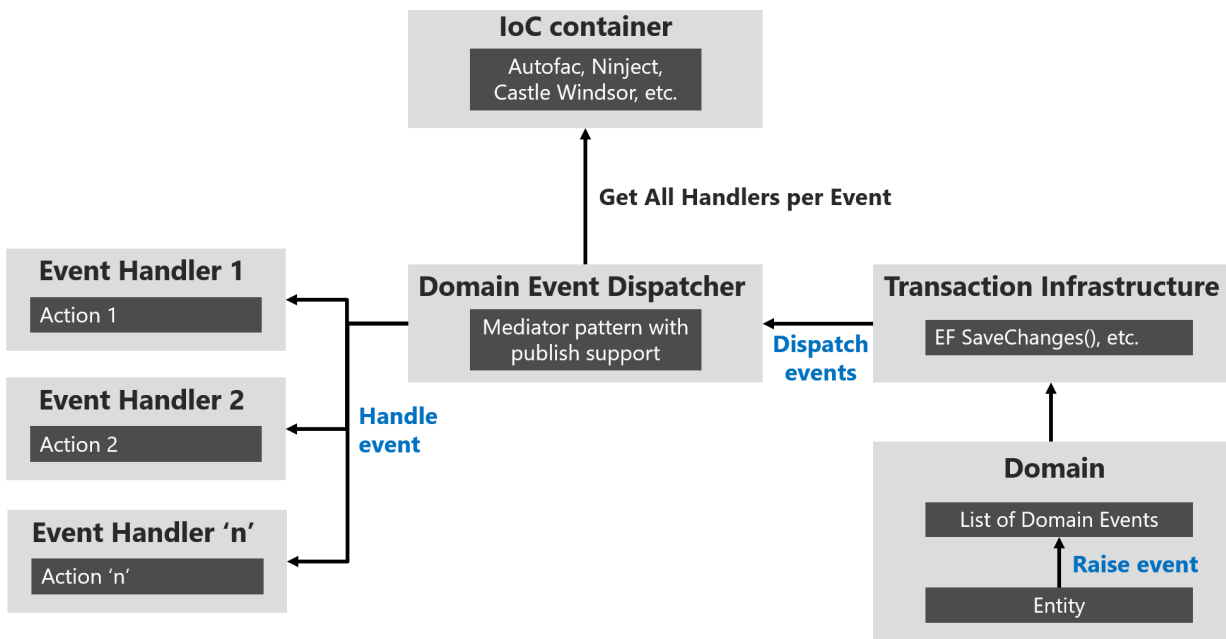 IoC container
Autofac, Ninject,
Castle Windsor, etc.
Get All Handlers per Event
Event Handler 1
Action 1
Event Handler 2
Action 2
Event Handler ‘n’
Action ‘n’
Handle
event
Domain Event Dispatcher
Mediator pattern with
publish support
Dispatch
events
Transaction Infrastructure
EF SaveChanges(), etc.
Domain
List of Domain Events
Raise event
Entity